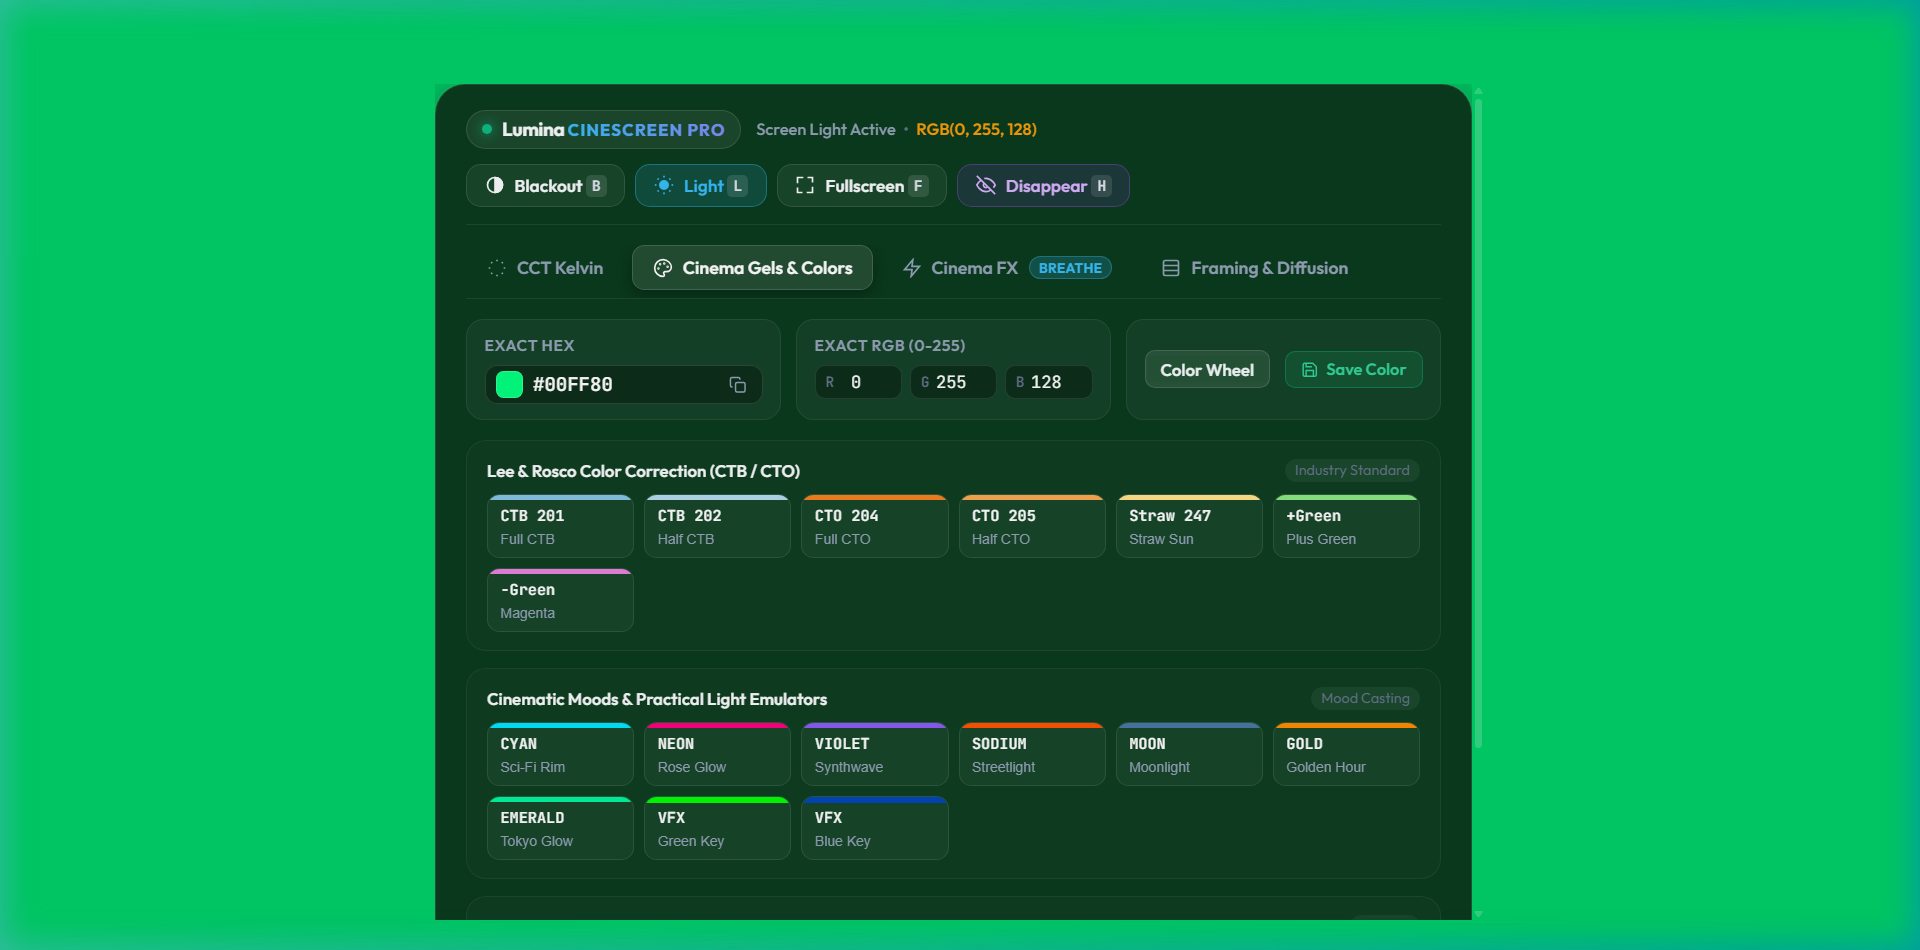 Lumina CINESCREEN PRO Screen Light Active • RGB(0, 255, 128)
Blackout B Light L Fullscreen F Disappear H
CCT Kelvin Cinema Gels & Colors Cinema FX BREATHE Framing & Diffusion
EXACT HEX EXACT RGB (0-255)
#00FF80 R 0 G 255 B 128 Color Wheel Save Color
Lee & Rosco Color Correction (CTB / CTO) Industry Standard
CTB 201 CTB 202 CTO 204 CTO 205 Straw 247 +Green
Full CTB Half CTB Full CTO Half CTO Straw Sun Plus Green
-Green
Magenta
Cinematic Moods & Practical Light Emulators Mood Casting
CYAN NEON VIOLET SODIUM MOON GOLD
Sci-Fi Rim Rose Glow Synthwave Streetlight Moonlight Golden Hour
EMERALD VFX VFX
Tokyo Glow Green Key Blue Key